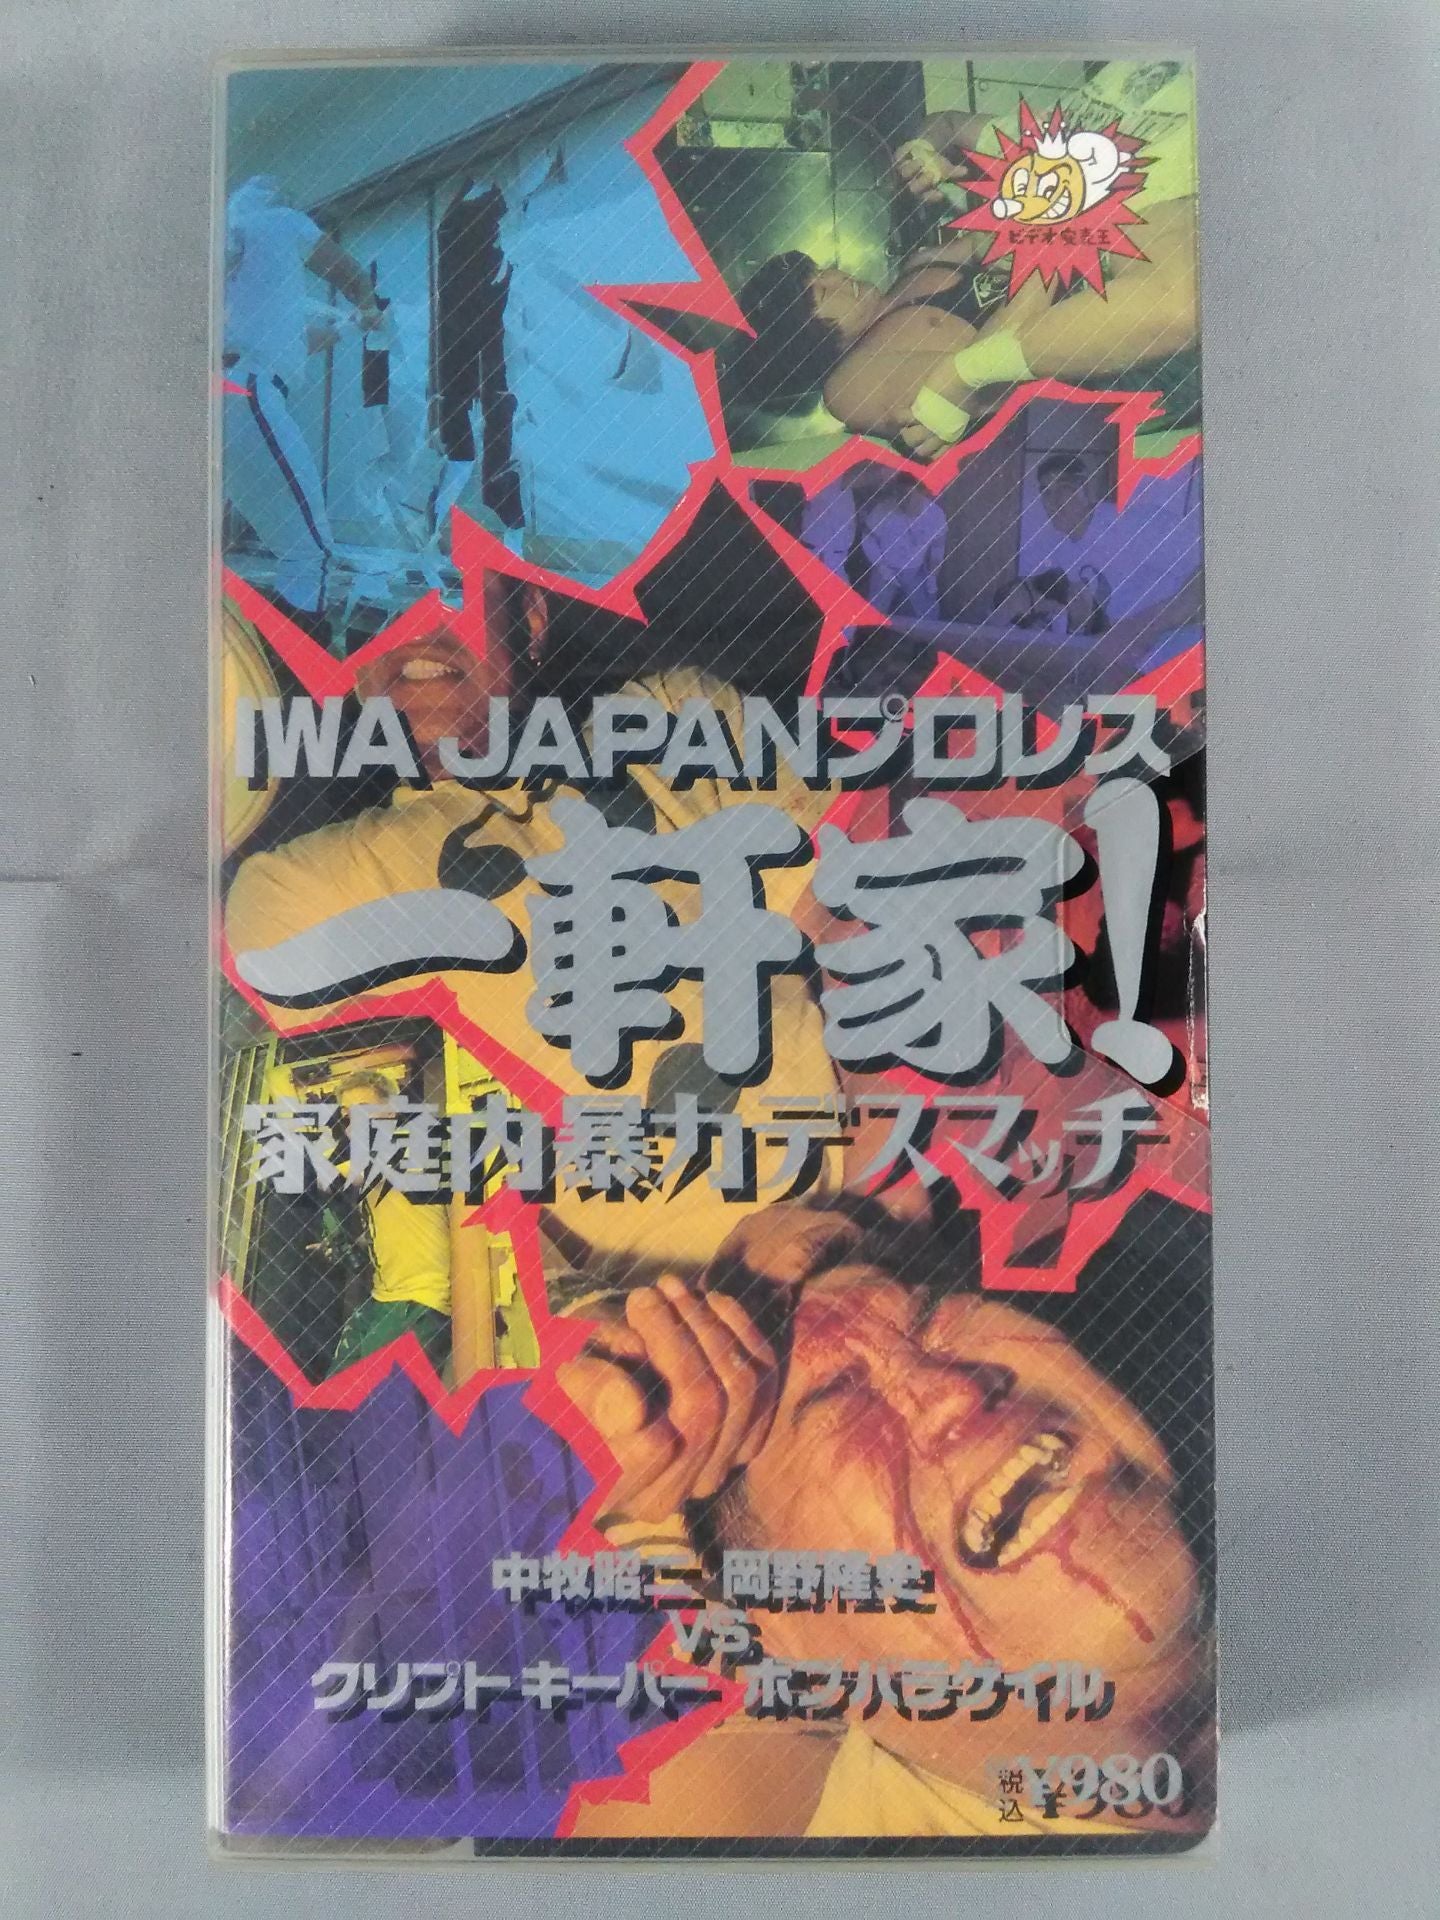 ビデオ安売王
IWA JAPANプロレス
一軒家!
家庭内暴力デスマッチ
中牧昭二 岡野隆史
VS
クリプトキーパー ボブ・バラケイル
税込 ¥980